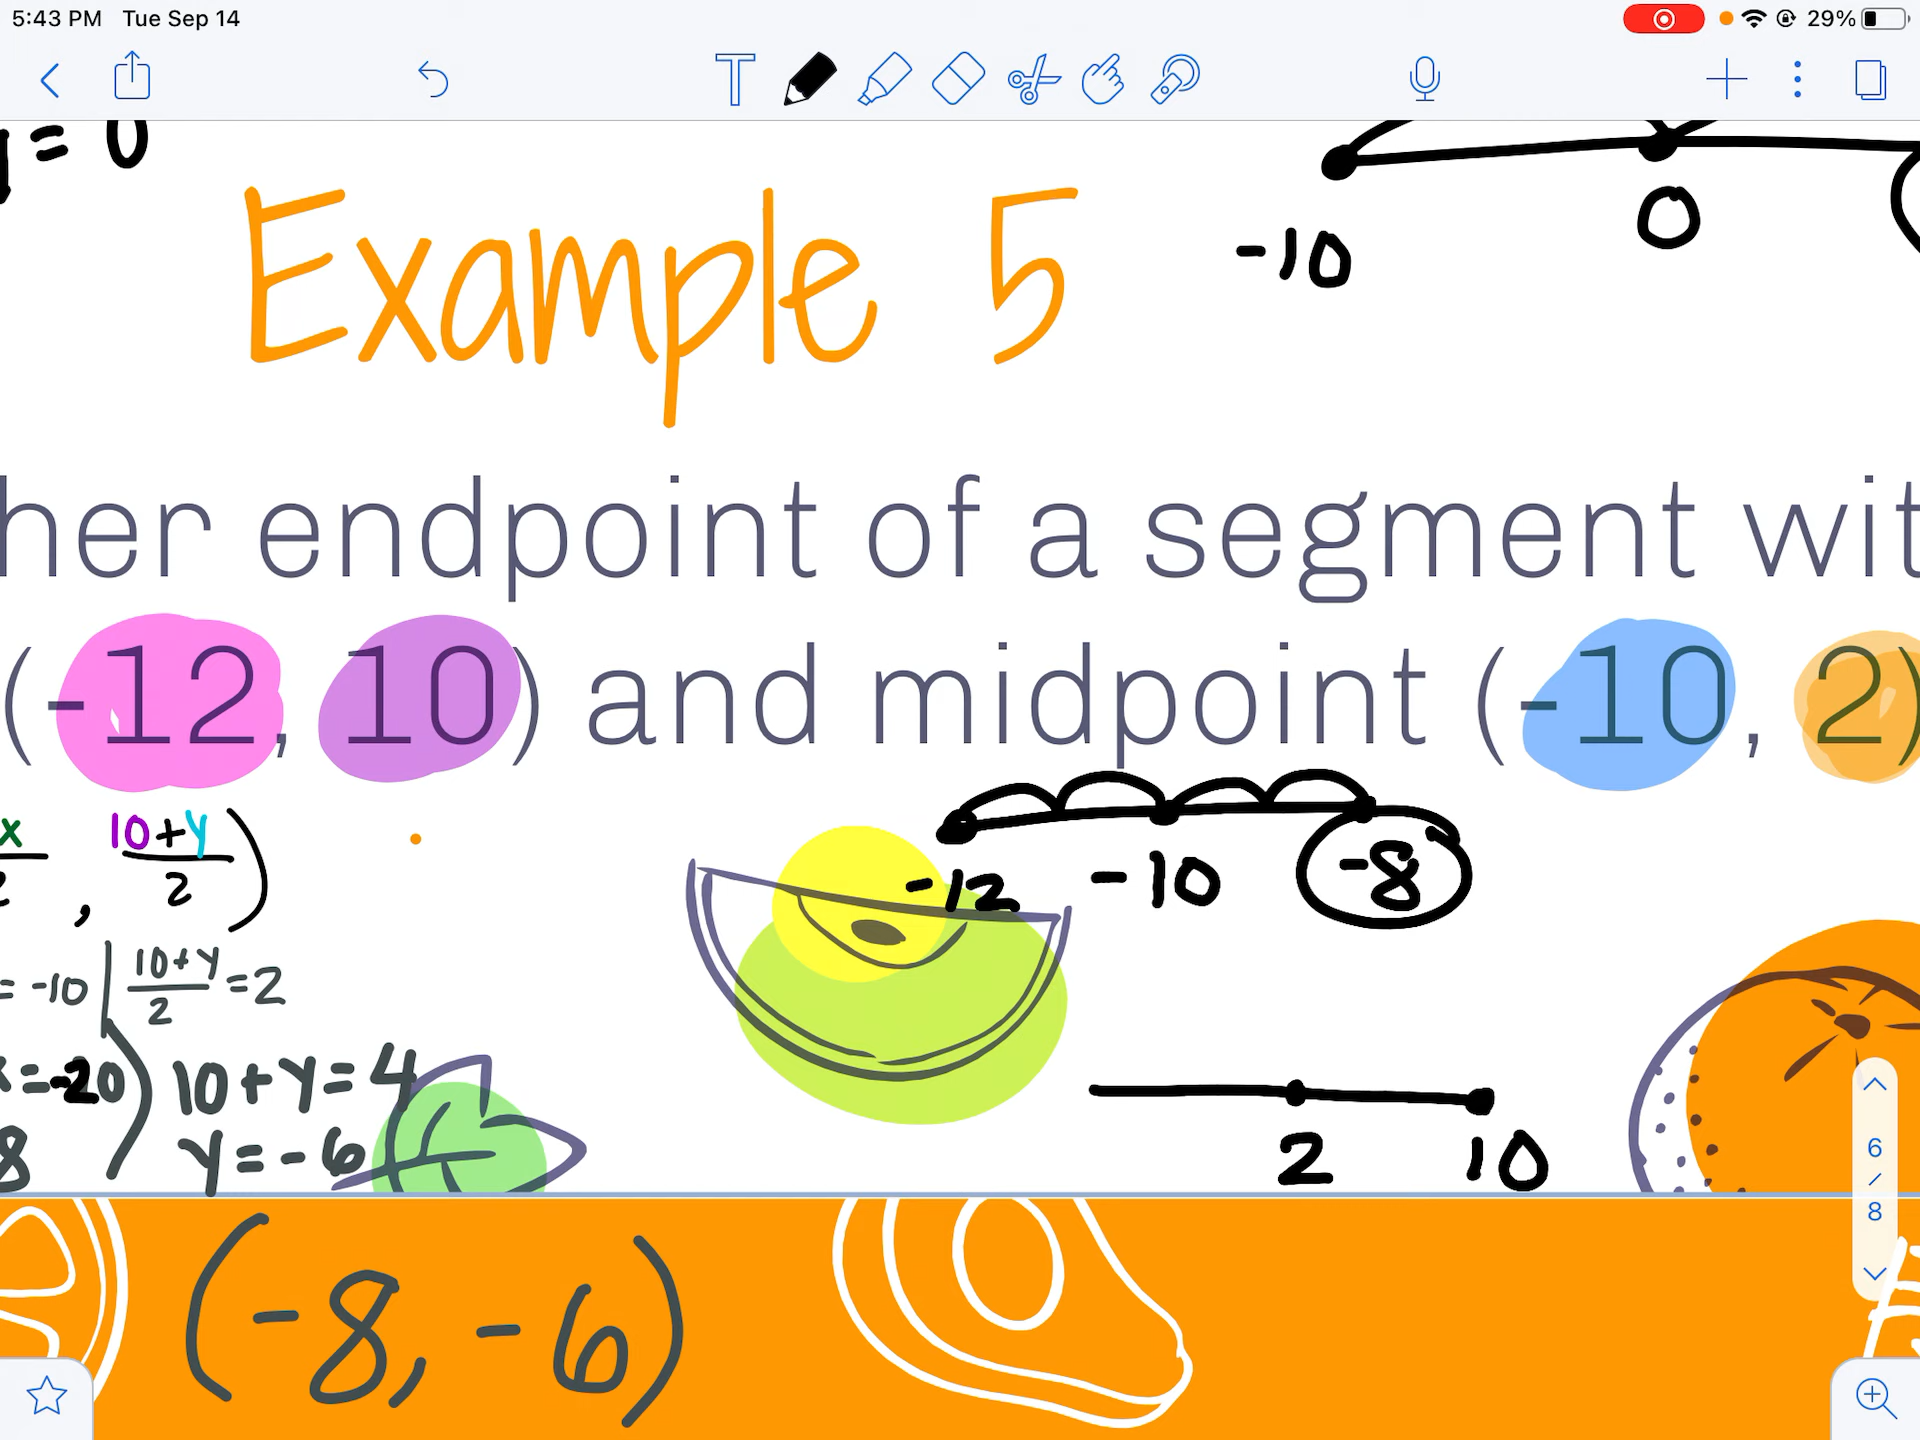 5:43 PM Tue Sep 14
29%
= 0
-10
0
Example 5
her endpoint of a segment wit
(-12, 10) and midpoint (-10, 2)
x
10+y
2
,
2
)
-12
-10
-8
= -10
10+y
2
=2
x=-20
10+y=4
8
y=-6
2
10
6
/
8
(-8,-6)